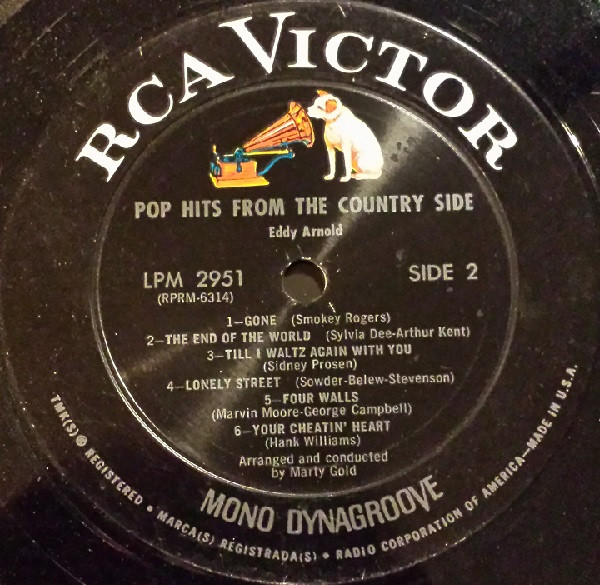 RCA VICTOR
POP HITS FROM THE COUNTRY SIDE
Eddy Arnold
LPM 2951
(RPRM-6314)
SIDE 2
1—GONE (Smokey Rogers)
2—THE END OF THE WORLD (Sylvia Dee-Arthur Kent)
3—TILL I WALTZ AGAIN WITH YOU
(Sidney Prosen)
4—LONELY STREET (Sowder-Belew-Stevenson)
5—FOUR WALLS
(Marvin Moore-George Campbell)
6—YOUR CHEATIN' HEART
(Hank Williams)
Arranged and conducted
by Marty Gold
MONO DYNAGROOVE
TMK(S) ® REGISTERED • MARCA(S) REGISTRADA(S) • RADIO CORPORATION OF AMERICA—MADE IN U.S.A.